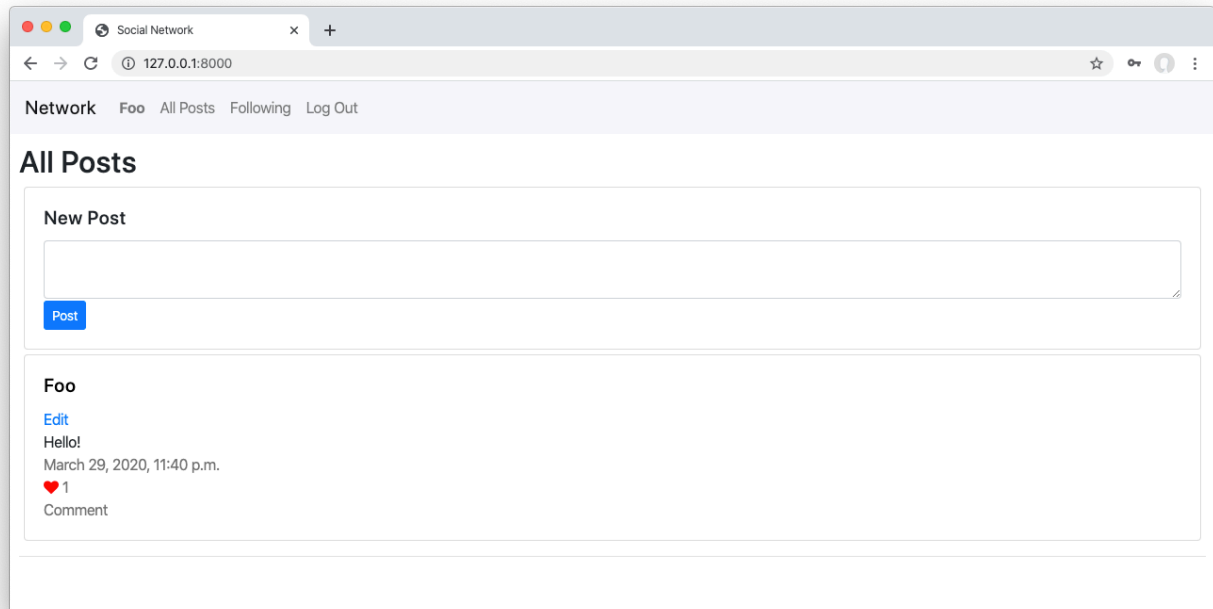 Social Network
127.0.0.1:8000
Network Foo All Posts Following Log Out
All Posts
New Post
Post
Foo
Edit
Hello!
March 29, 2020, 11:40 p.m.
1
Comment